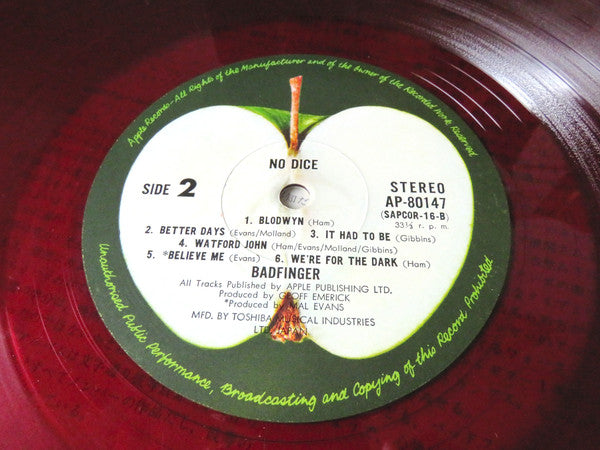 Apple Records-All Rights of the Manufacturer and of the Owner of the Recorded Work Reserved
NO DICE
SIDE 2
STEREO
AP-80147
(SAPCOR-16-B)
33⅓ r. p. m.
1. BLODWYN (Ham)
2. BETTER DAYS (Evans/Molland) 3. IT HAD TO BE (Gibbins)
4. WATFORD JOHN (Ham/Evans/Molland/Gibbins)
5. *BELIEVE ME (Evans) 6. WE'RE FOR THE DARK (Ham)
BADFINGER
All Tracks Published by APPLE PUBLISHING LTD.
Produced by GEOFF EMERICK
*Produced by MAL EVANS
MFD. BY TOSHIBA MUSICAL INDUSTRIES
LTD. JAPAN
Unauthorised Public Performance, Broadcasting and Copying of this Record Prohibited